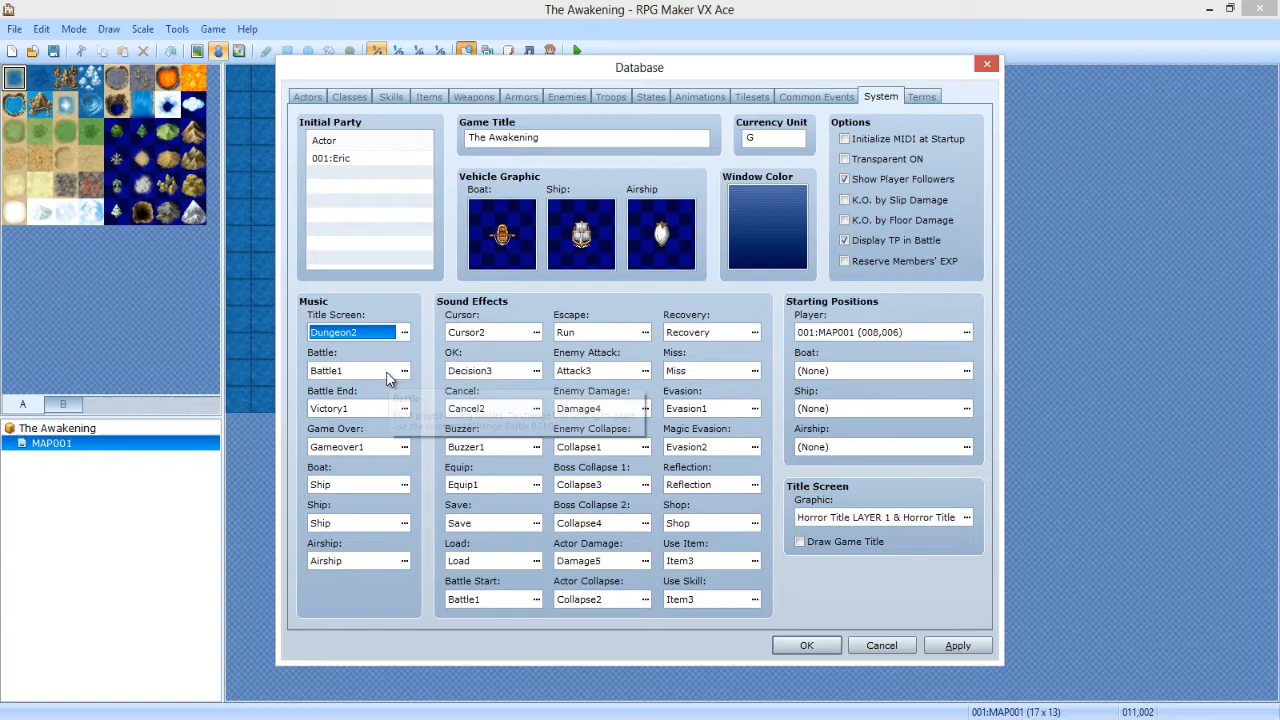 The Awakening - RPG Maker VX Ace
File Edit Mode Draw Scale Tools Game Help
Database
Actors Classes Skills Items Weapons Armors Enemies Troops States Animations Tilesets Common Events System Terms
Initial Party
Actor
001:Eric
Game Title
The Awakening
Currency Unit
G
Options
Initialize MIDI at Startup
Transparent ON
Show Player Followers
K.O. by Slip Damage
K.O. by Floor Damage
Display TP in Battle
Reserve Members' EXP
Vehicle Graphic
Boat: Ship: Airship
Window Color
Music
Title Screen:
Dungeon2
Battle:
Battle1
Battle End:
Victory1
Game Over:
Gameover1
Boat:
Ship
Ship:
Ship
Airship:
Airship
Sound Effects
Cursor: Escape: Recovery:
Cursor2 Run Recovery
OK: Enemy Attack: Miss:
Decision3 Attack3 Miss
Cancel: Enemy Damage: Evasion:
Cancel2 Damage4 Evasion1
Buzzer: Enemy Collapse: Magic Evasion:
Buzzer1 Collapse1 Evasion2
Equip: Boss Collapse 1: Reflection:
Equip1 Collapse3 Reflection
Save: Boss Collapse 2: Shop:
Save Collapse4 Shop
Load: Actor Damage: Use Item:
Load Damage5 Item3
Battle Start: Actor Collapse: Use Skill:
Battle1 Collapse2 Item3
Battle
Starting Positions
Player:
001:MAP001 (008,006)
Boat:
(None)
Ship:
(None)
Airship:
(None)
Title Screen
Graphic:
Horror Title LAYER 1 & Horror Title
Draw Game Title
OK Cancel Apply
A B
The Awakening
MAP001
001:MAP001 (17 x 13) 011,002